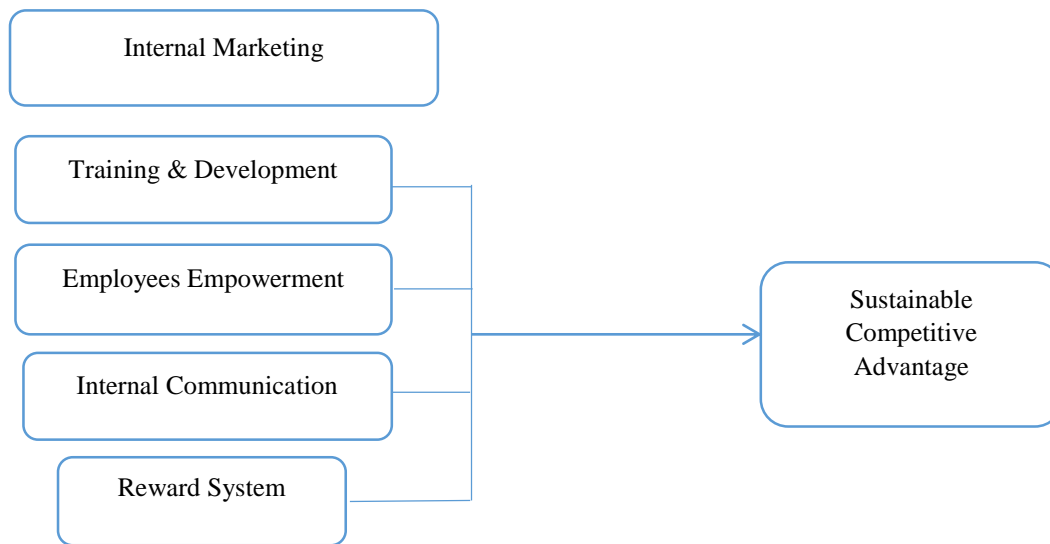 Internal Marketing
Training & Development
Employees Empowerment
Internal Communication
Reward System
Sustainable
Competitive
Advantage